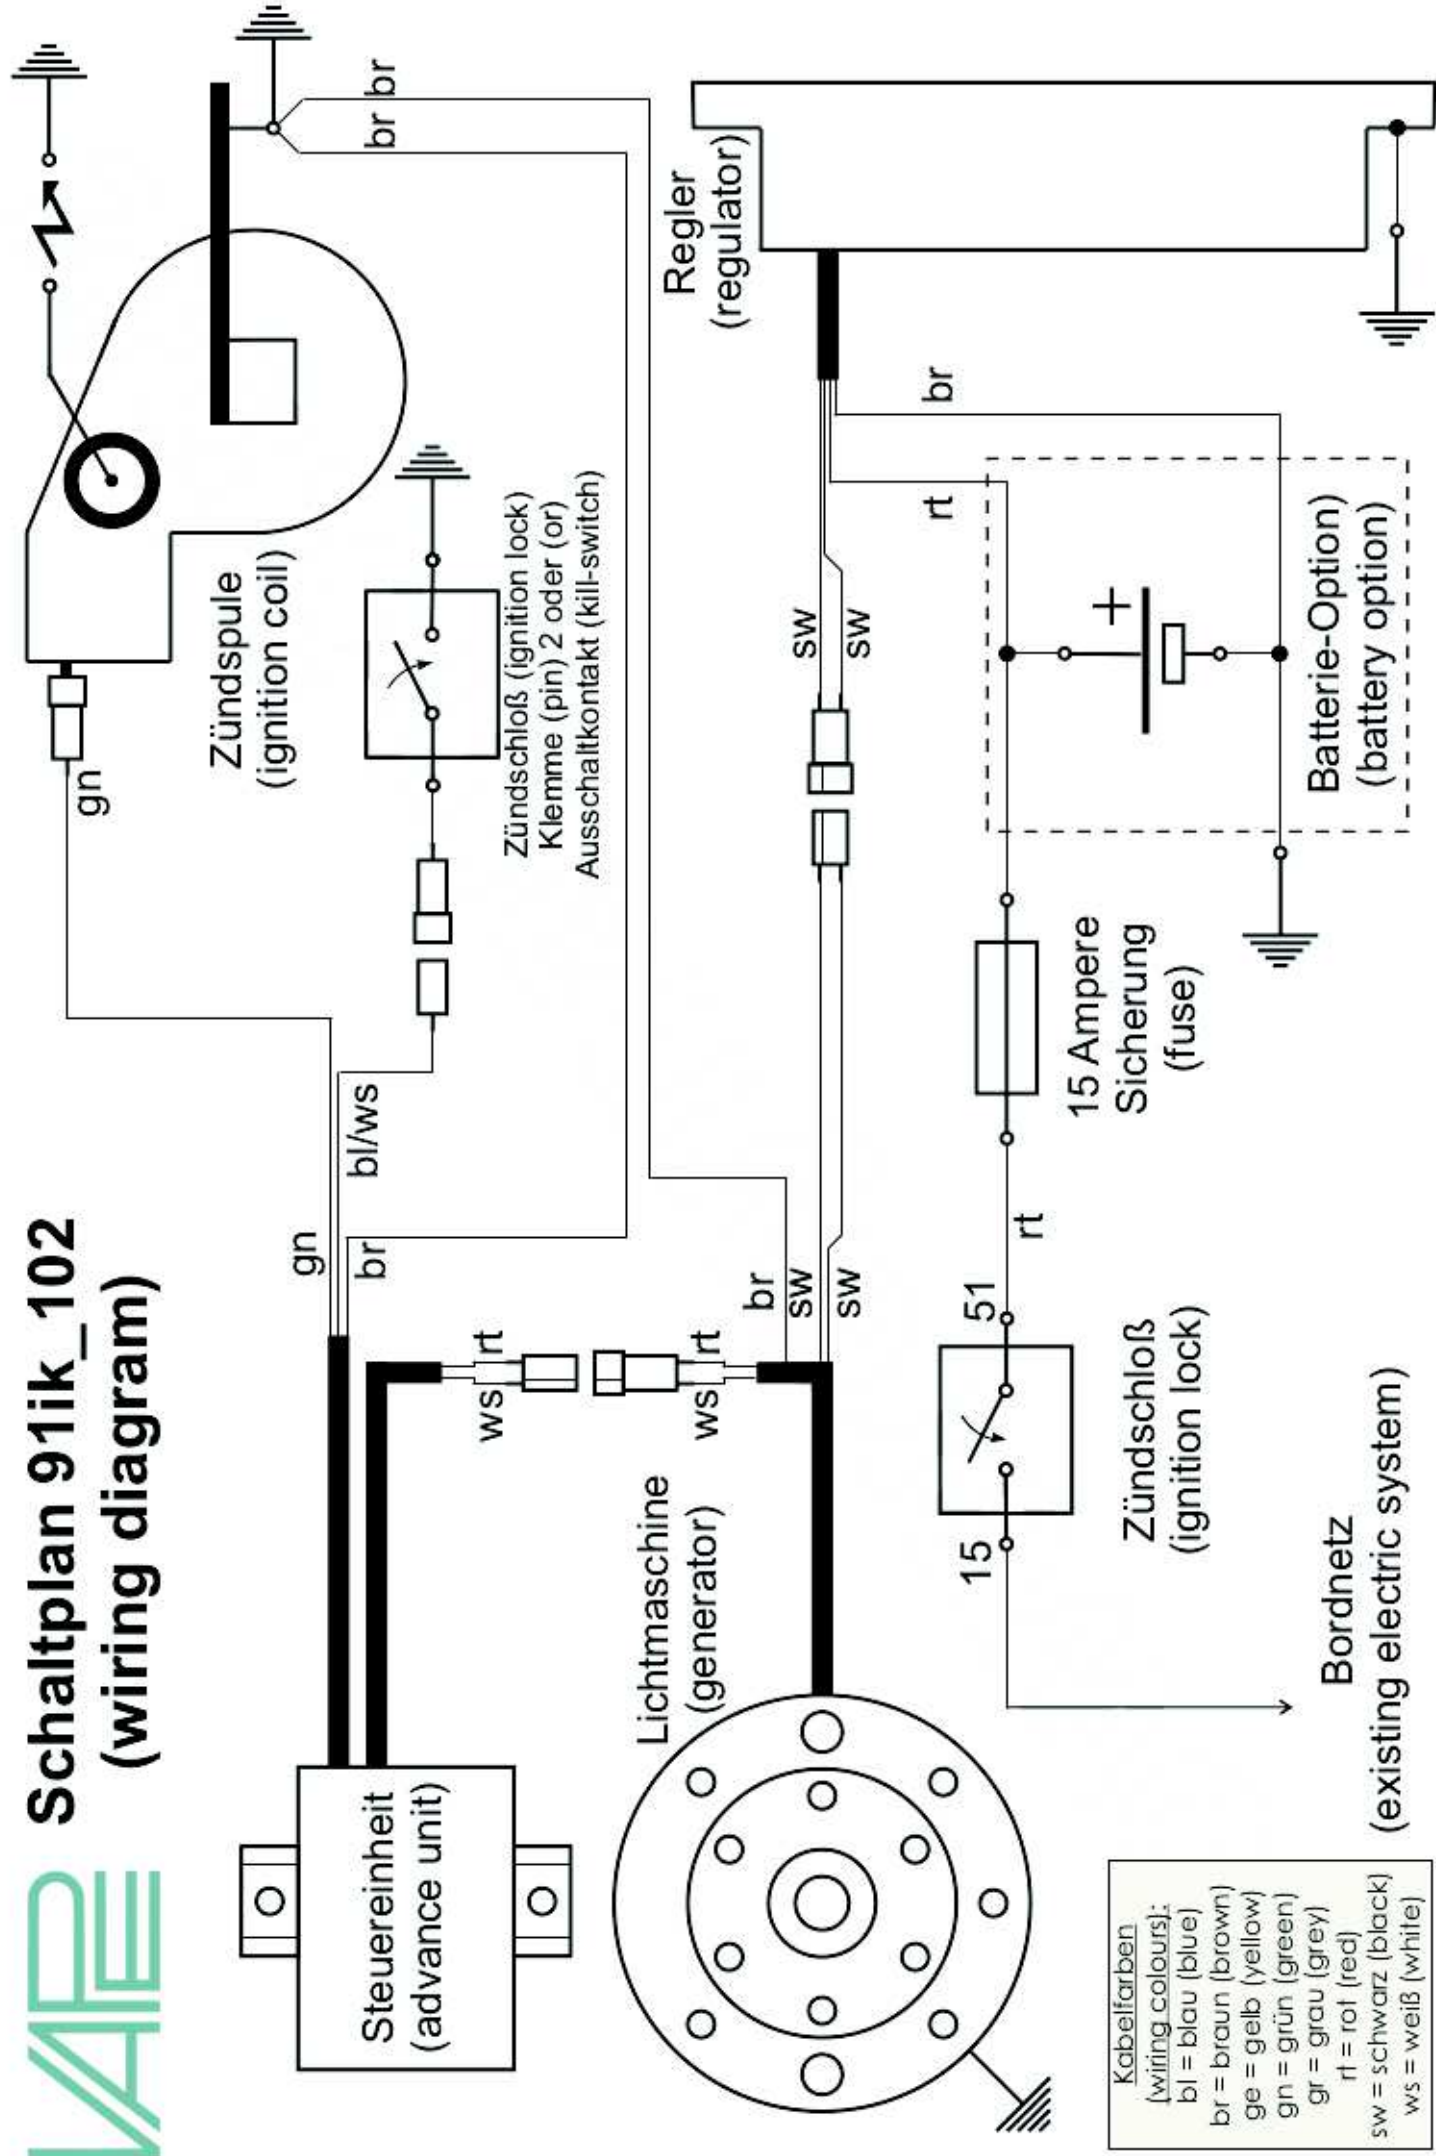 VAPE
Schaltplan 91ik_102
(wiring diagram)
gn
br
br
Zündspule
(ignition coil)
Zündschloß (ignition lock)
Klemme (pin) 2 oder (or)
Ausschaltkontakt (kill-switch)
gn
bl/ws
br
Steuereinheit
(advance unit)
ws
rt
ws
rt
br
sw
sw
sw
sw
Regler
(regulator)
Lichtmaschine
(generator)
br
rt
+
Batterie-Option)
(battery option)
15 Ampere
Sicherung
(fuse)
rt
51
15
Zündschloß
(ignition lock)
Bordnetz
(existing electric system)
Kabelfarben
(wiring colours):
bl = blau (blue)
br = braun (brown)
ge = gelb (yellow)
gn = grün (green)
gr = grau (grey)
rt = rot (red)
sw = schwarz (black)
ws = weiß (white)